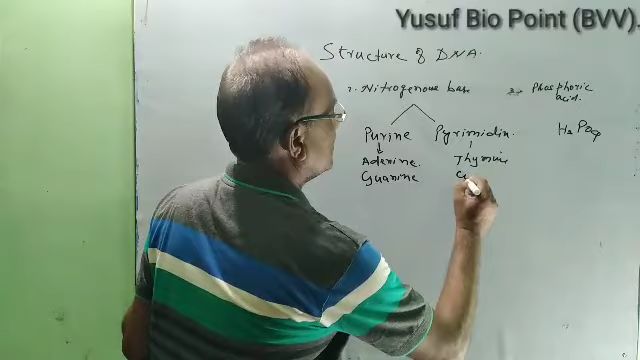 Yusuf Bio Point (BVV).
Structure of DNA.
1. Nitrogenous base
Phosphoric
acid.
Purine Pyrimidin.
H3 PO4
Adenine. Thymine
Guanine